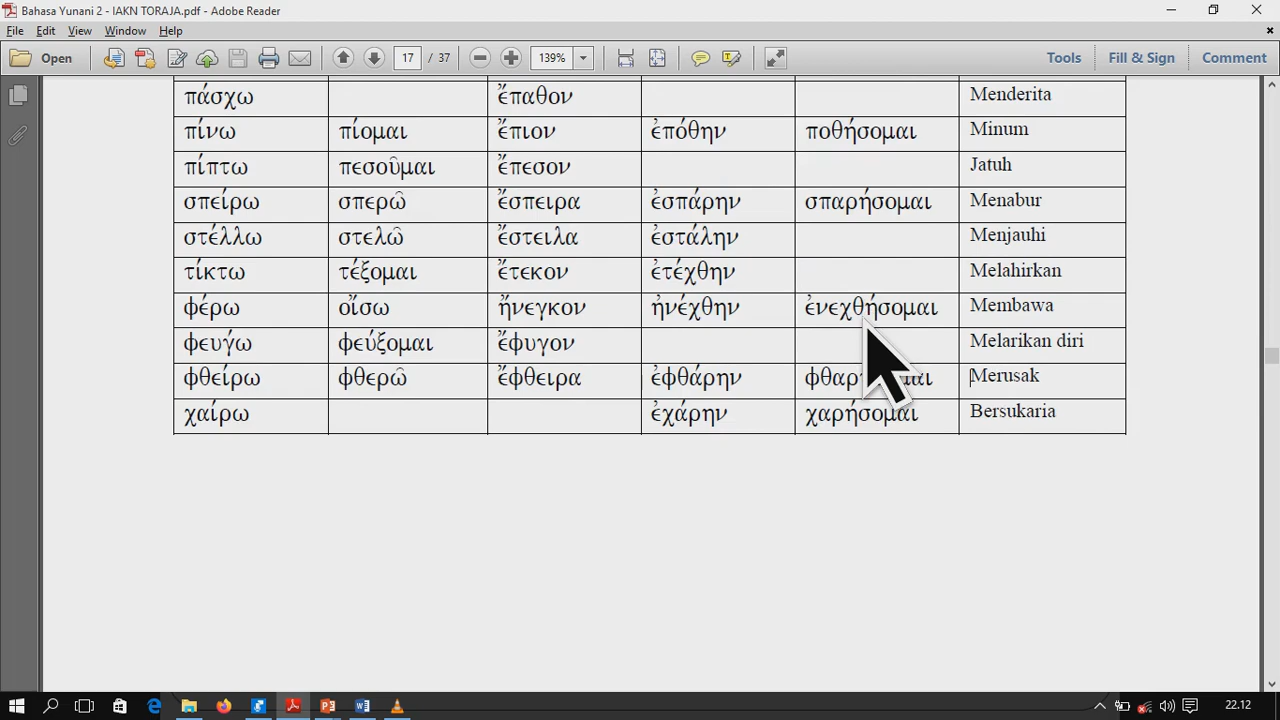 Bahasa Yunani 2 - IAKN TORAJA.pdf - Adobe Reader
File Edit View Window Help
Open 17 / 37 139% Tools Fill & Sign Comment
πάσχω ἔπαθον Menderita
πίνω πίομαι ἔπιον ἐπόθην ποθήσομαι Minum
πίπτω πεσοῦμαι ἔπεσον Jatuh
σπείρω σπερῶ ἔσπειρα ἐσπάρην σπαρήσομαι Menabur
στέλλω στελῶ ἔστειλα ἐστάλην Menjauhi
τίκτω τέξομαι ἔτεκον ἐτέχθην Melahirkan
φέρω οἴσω ἤνεγκον ἠνέχθην ἐνεχθήσομαι Membawa
φευγω φεύξομαι ἔφυγον Melarikan diri
φθείρω φθερῶ ἔφθειρα ἐφθάρην Merusak
χαίρω ἐχάρην χαρήσομαι Bersukaria
22.12